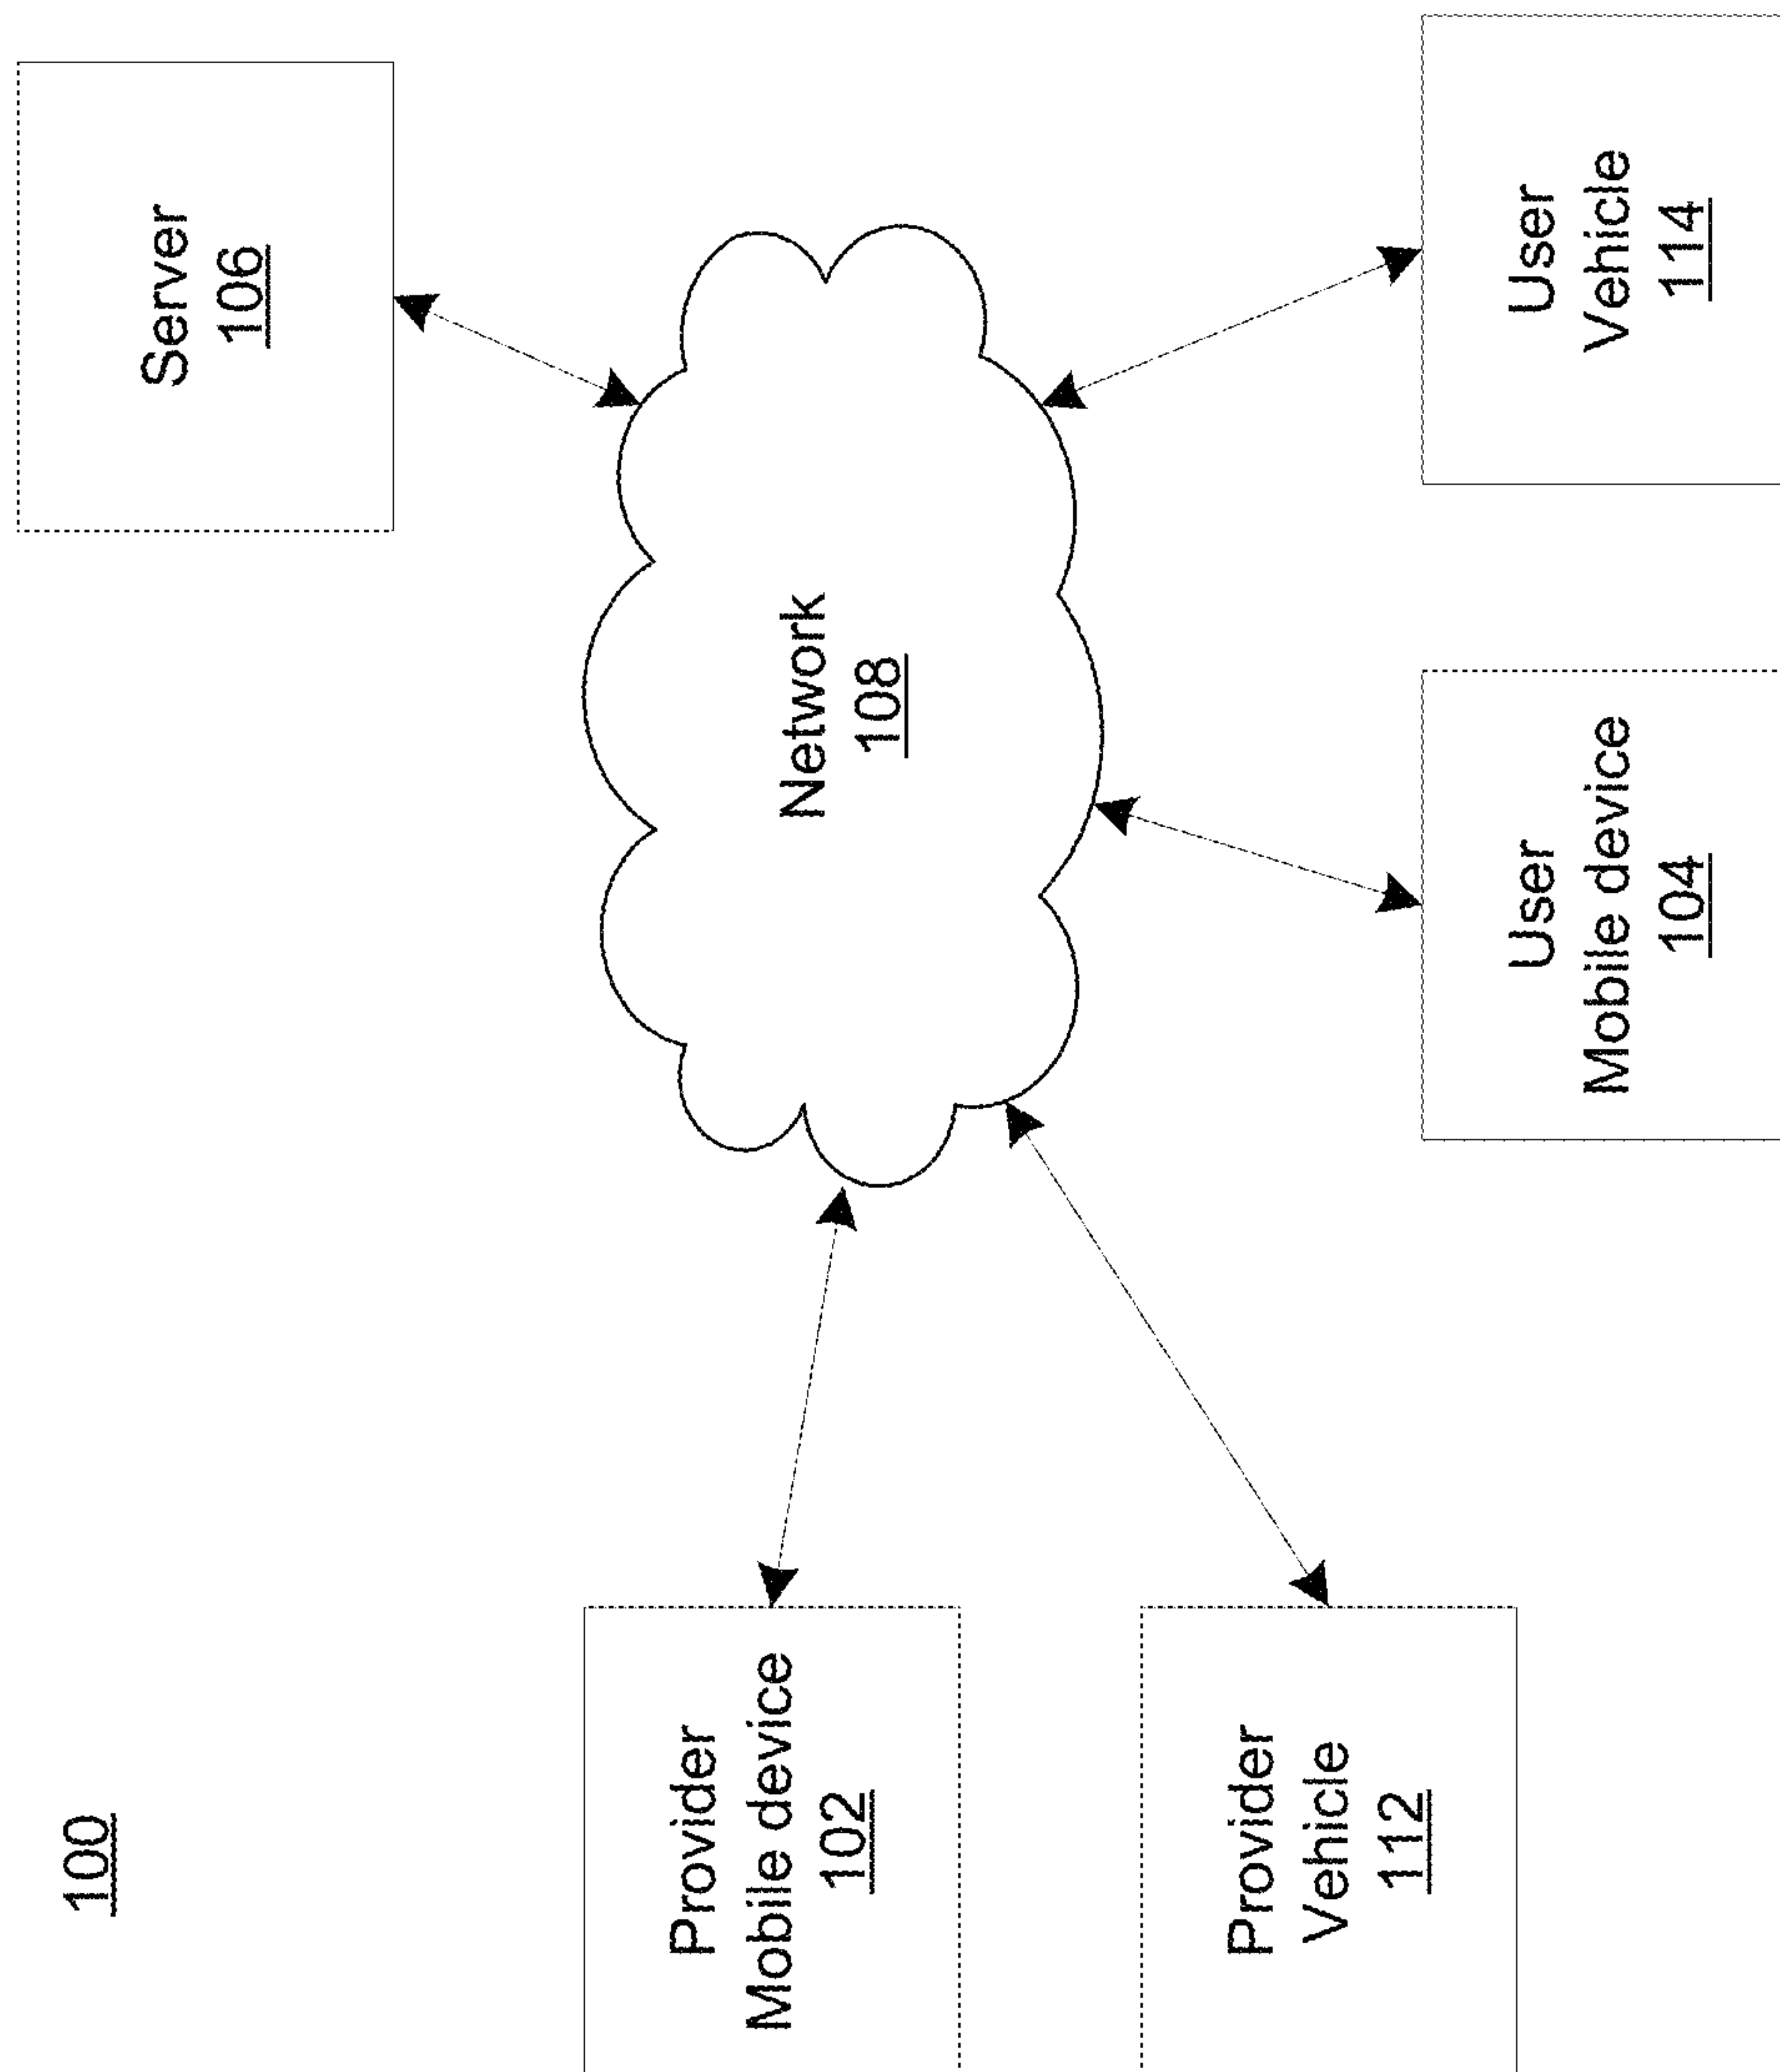 100
Server
106
Network
108
Provider
Mobile device
102
Provider
Vehicle
112
User
Mobile device
104
User
Vehicle
114